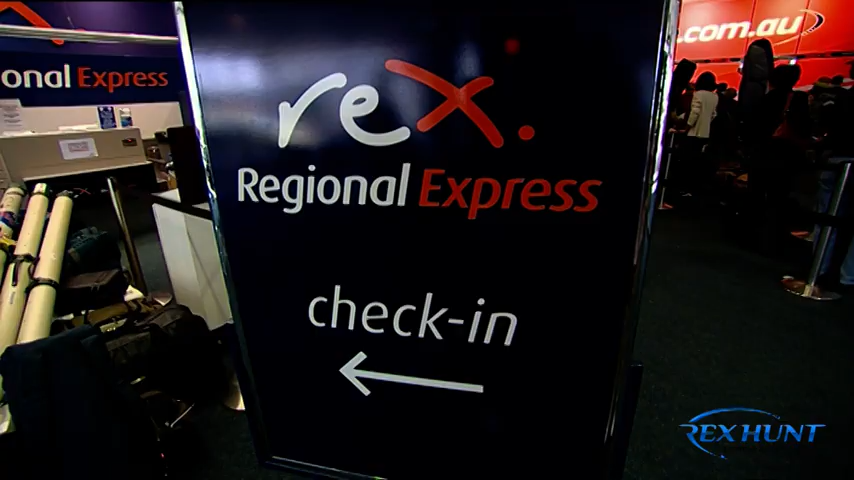 .com.au
onal Express
rex.
Regional Express
check-in
REX HUNT